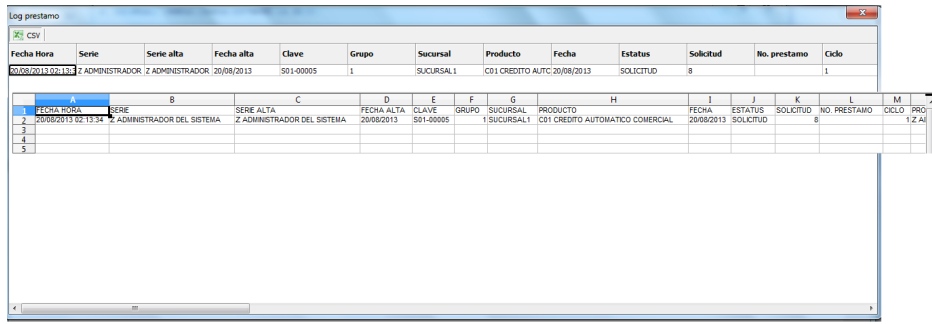 Log prestamo
CSV
Fecha Hora Serie Serie alta Fecha alta Clave Grupo Sucursal Producto Fecha Estatus Solicitud No. prestamo Ciclo
20/08/2013 02:13:3 Z ADMINISTRADOR Z ADMINISTRADOR 20/08/2013 S01-00005 1 SUCURSAL1 C01 CREDITO AUTC 20/08/2013 SOLICITUD 8 1
A B C D E F G H I J K L M
1 FECHA HORA SERIE SERIE ALTA FECHA ALTA CLAVE GRUPO SUCURSAL PRODUCTO FECHA ESTATUS SOLICITUD NO. PRESTAMO CICLO PRO
2 20/08/2013 02:13:34 Z ADMINISTRADOR DEL SISTEMA Z ADMINISTRADOR DEL SISTEMA 20/08/2013 S01-00005 1 SUCURSAL1 C01 CREDITO AUTOMATICO COMERCIAL 20/08/2013 SOLICITUD 8 1 Z AI
3
4
5